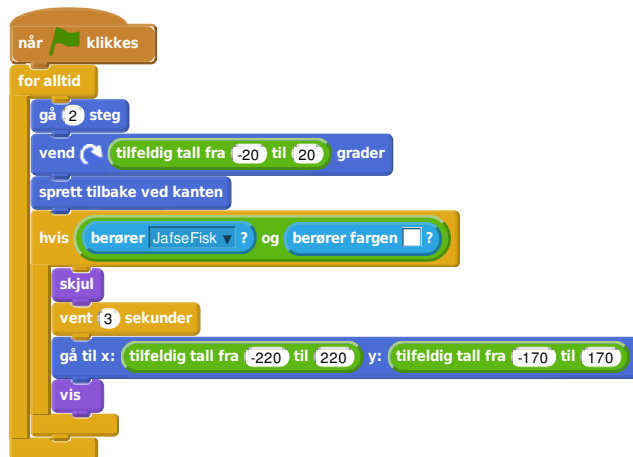 når klikkes
for alltid
gå 2 steg
vend tilfeldig tall fra -20 til 20 grader
sprett tilbake ved kanten
hvis berører JafseFisk ? og berører fargen ?
skjul
vent 3 sekunder
gå til x: tilfeldig tall fra -220 til 220 y: tilfeldig tall fra -170 til 170
vis